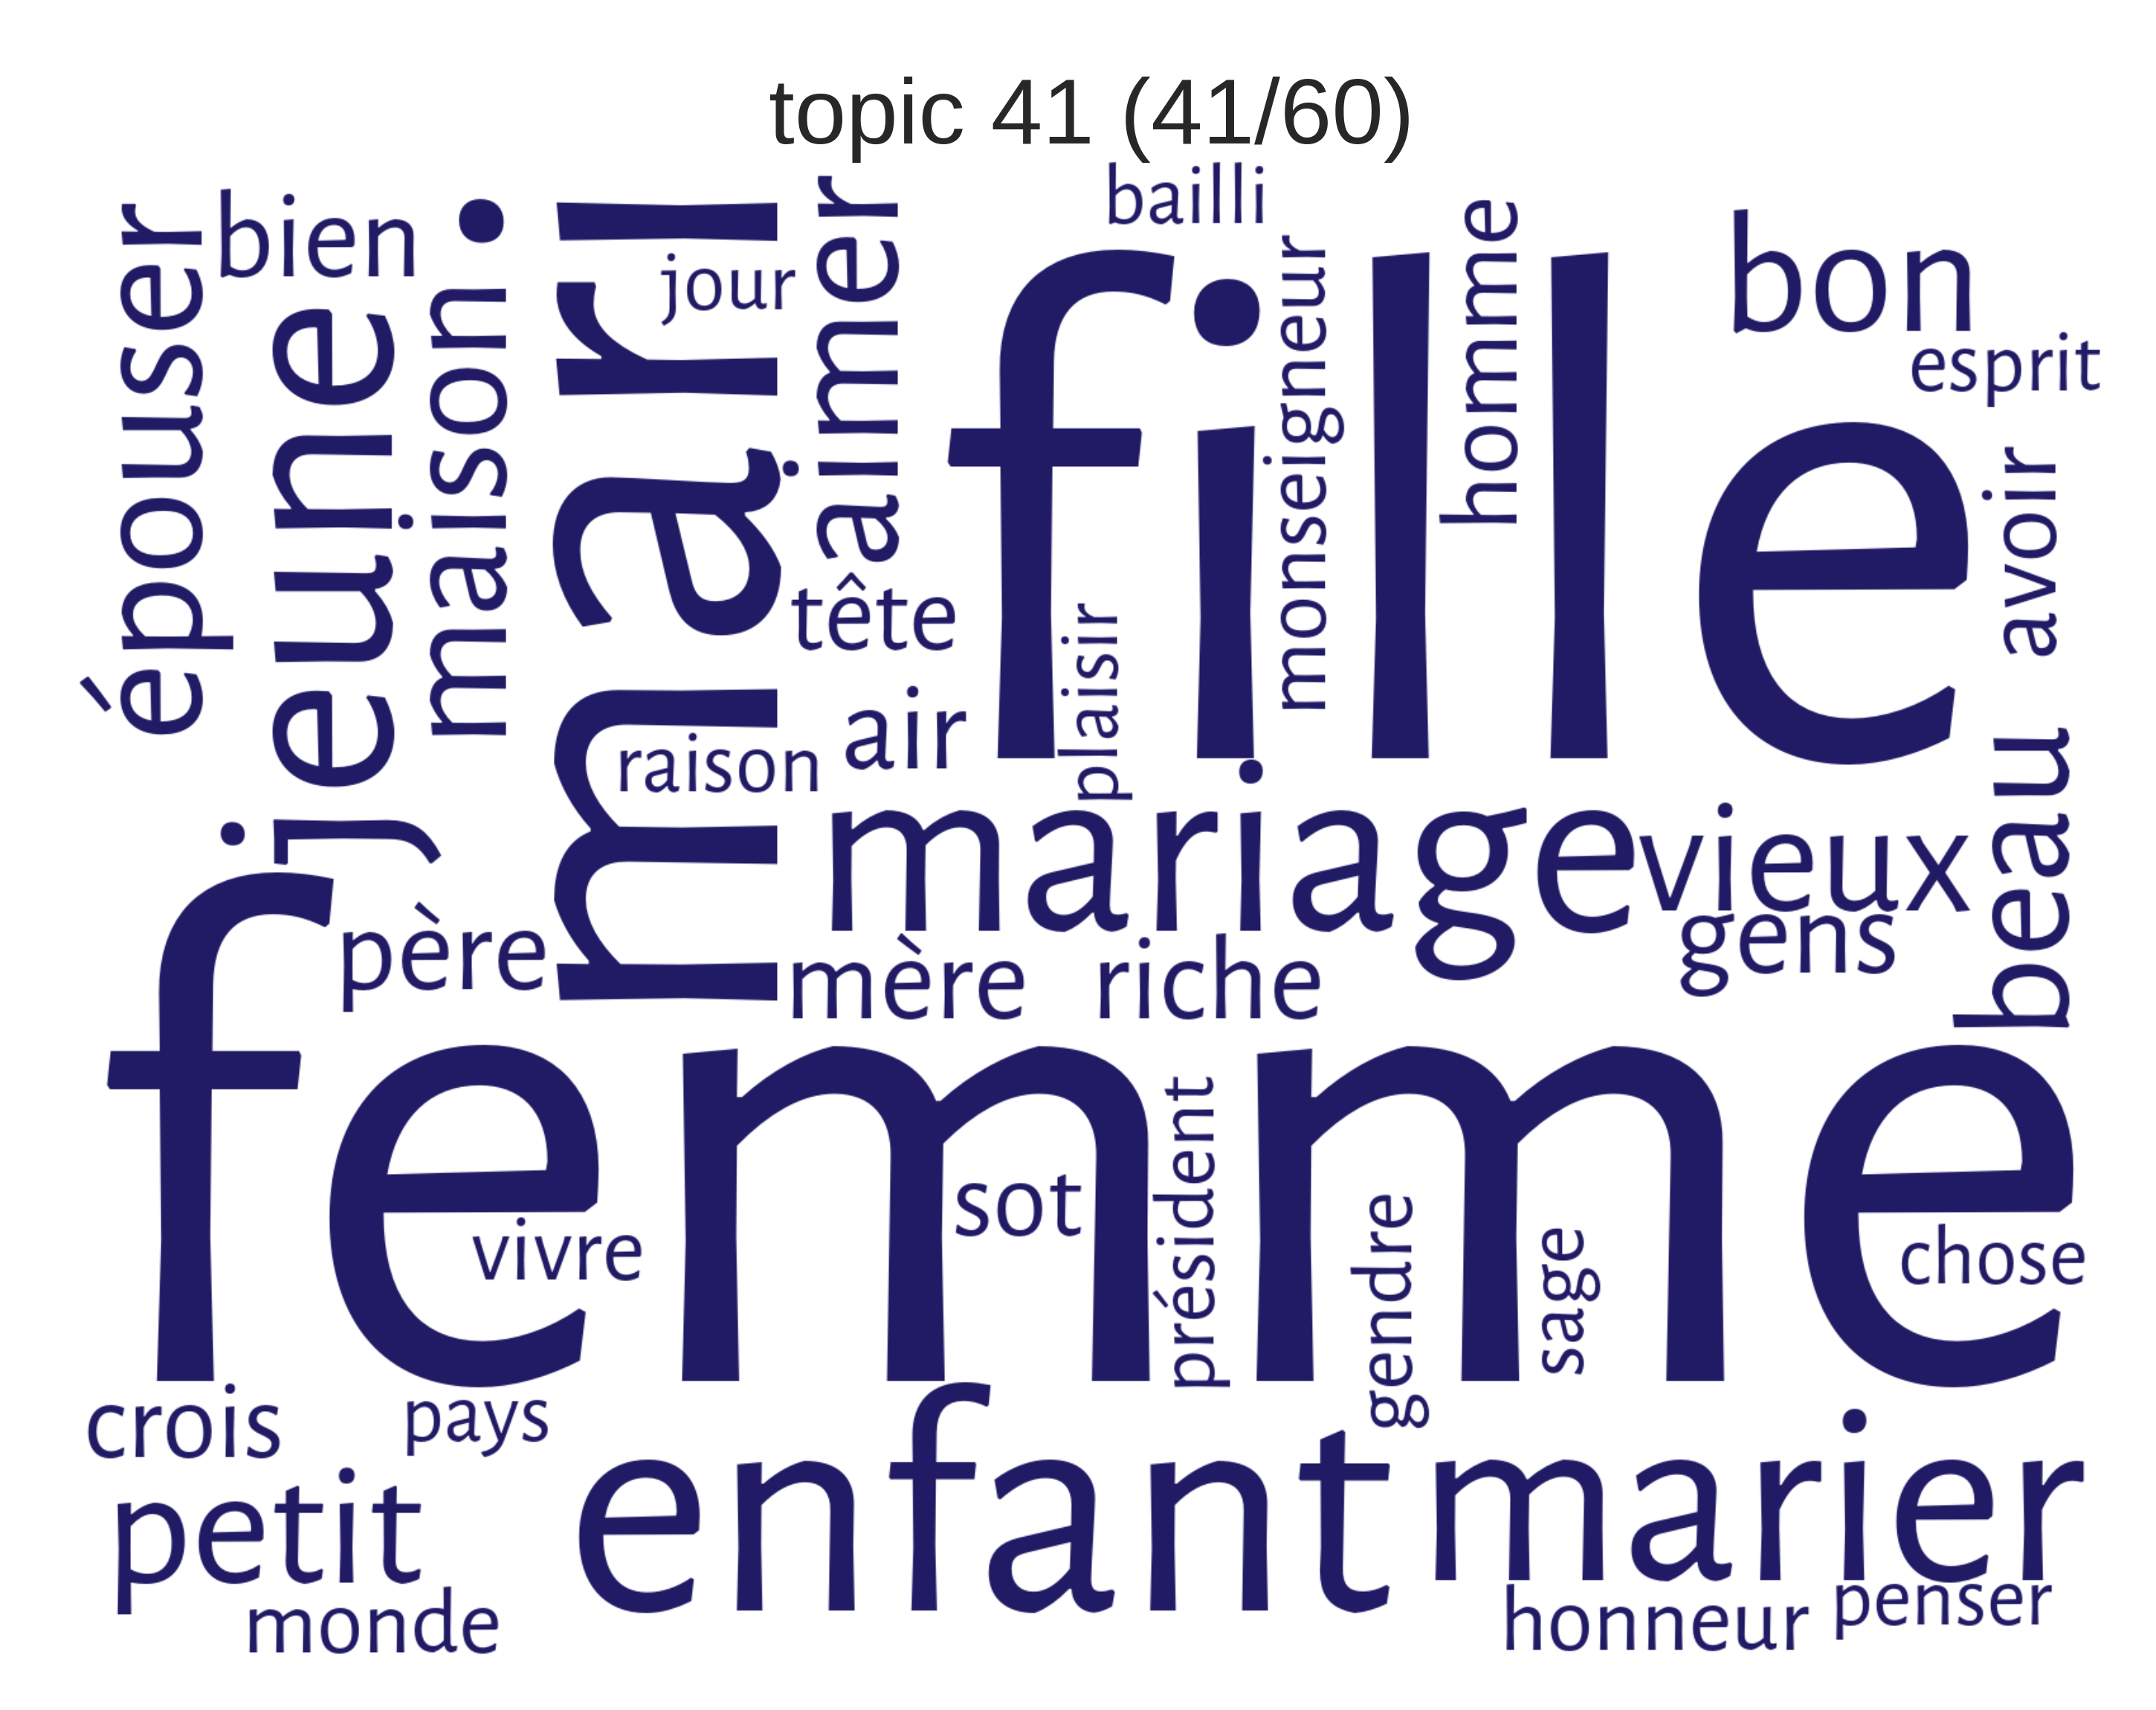 topic 41 (41/60)
bailli
épouser
bien
jeune
maison
mari
jour
aimer
fille
monseigneur
homme
bon
esprit
avoir
tête
plaisir
air
raison
mariage
vieux
beau
père
mère
riche
gens
femme
vivre
sot
président
gendre
sage
chose
crois
pays
petit
enfant
marier
monde
honneur
penser